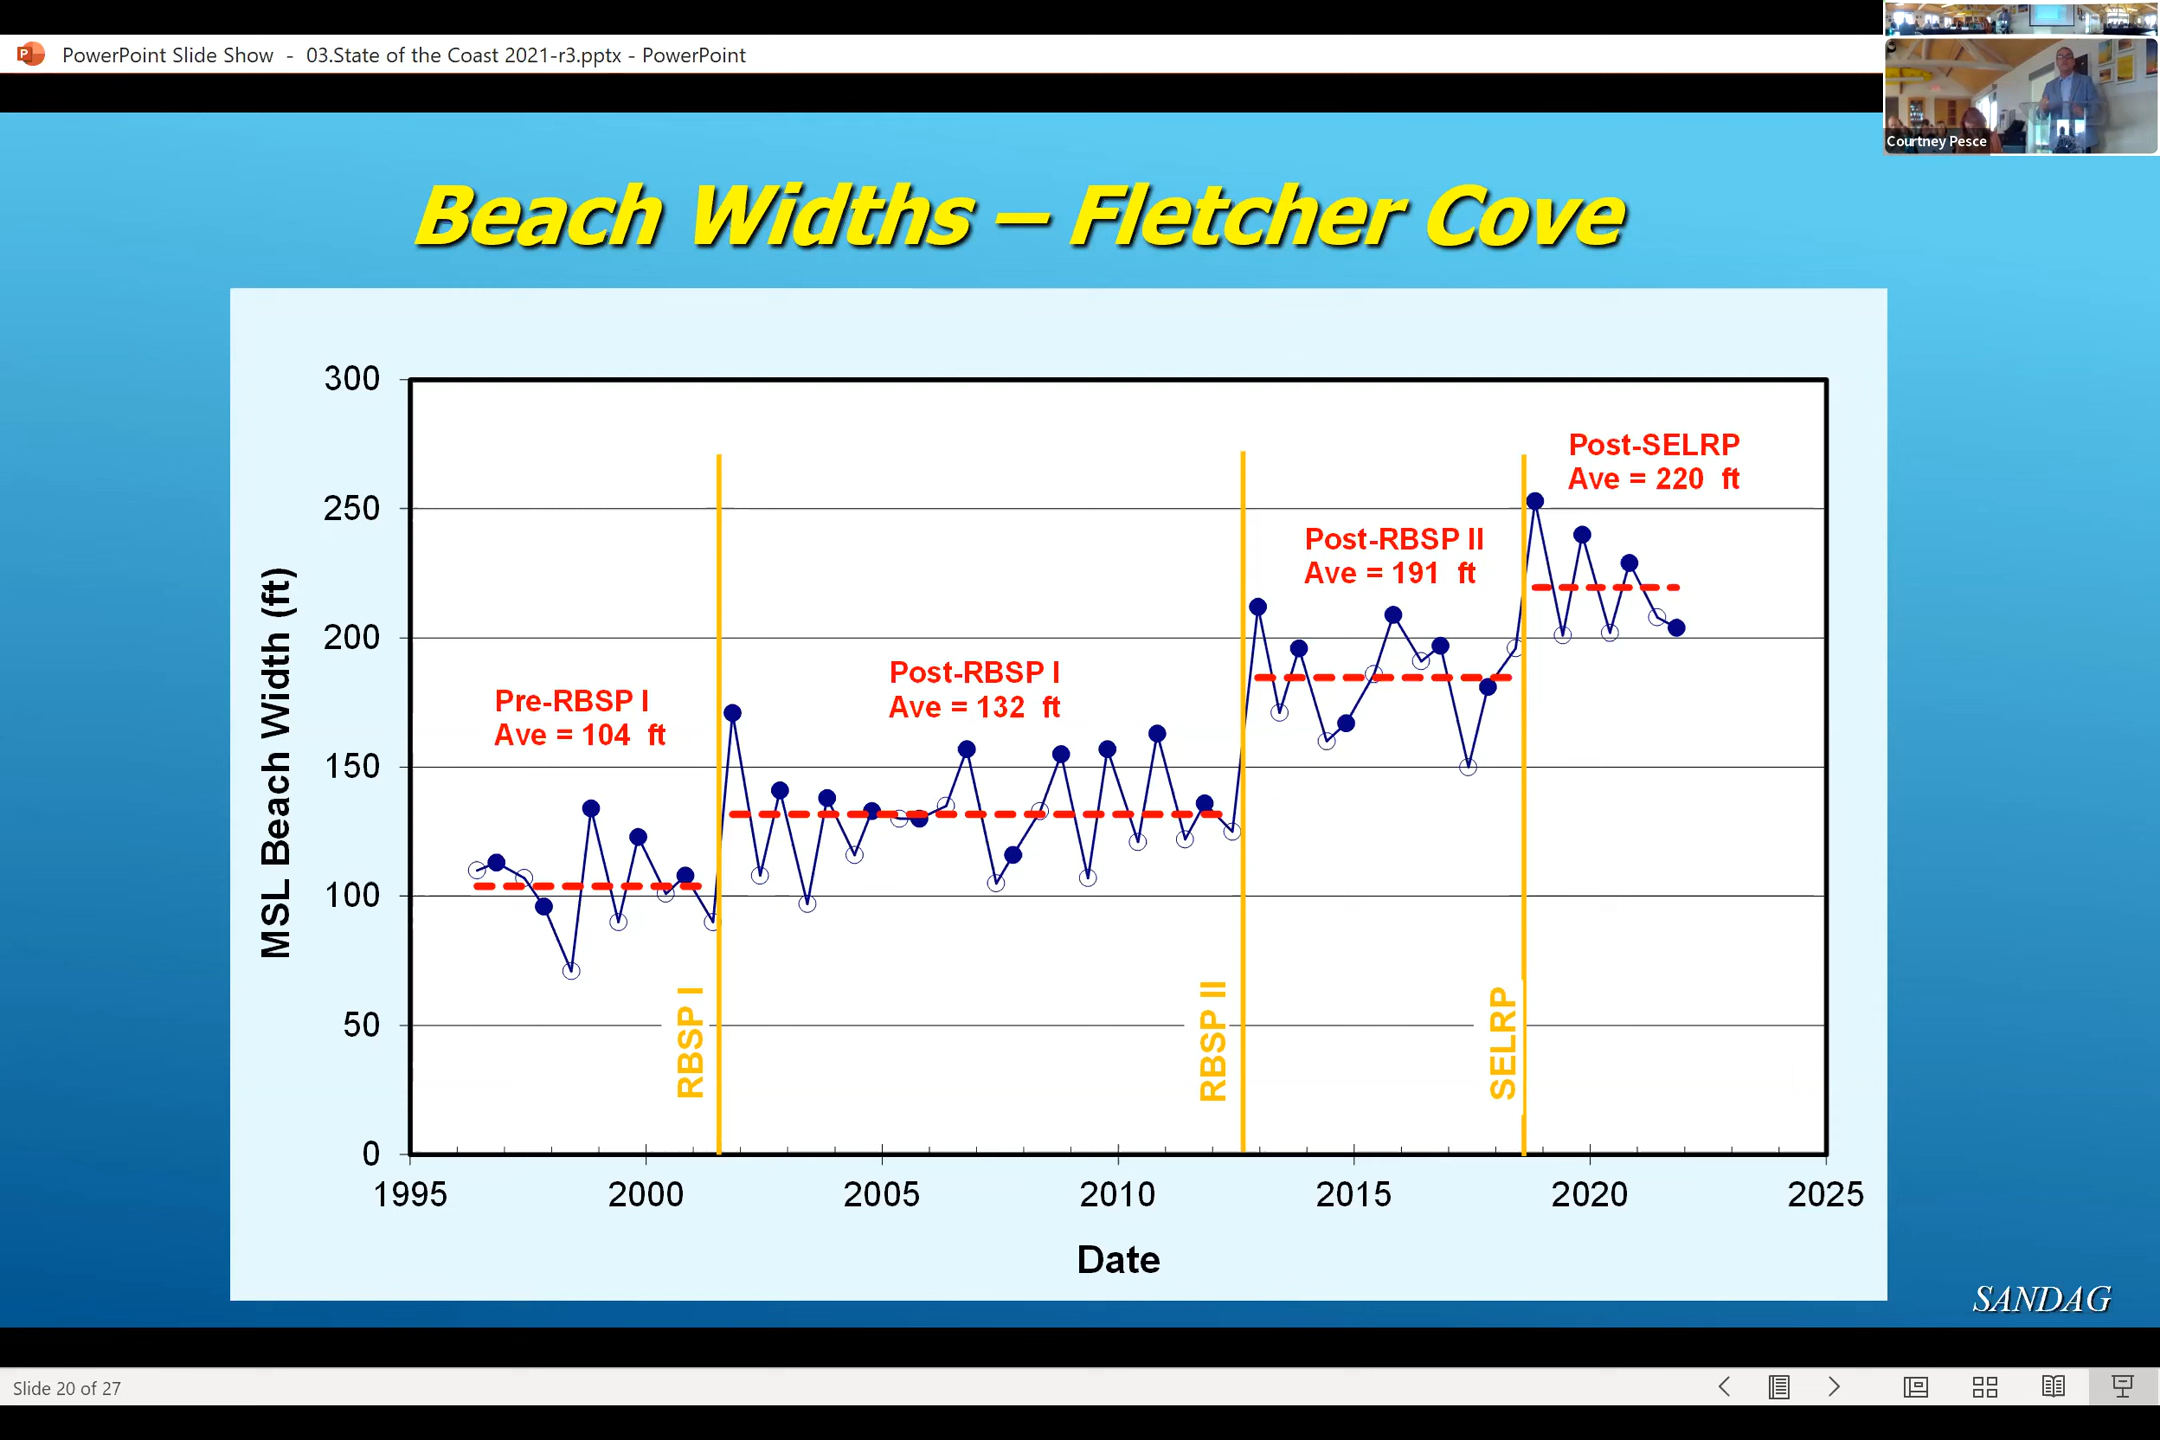 PowerPoint Slide Show - 03.State of the Coast 2021-r3.pptx - PowerPoint
Courtney Pesce
Beach Widths – Fletcher Cove
MSL Beach Width (ft)
300
250
200
150
100
50
0
Pre-RBSP I
Ave = 104 ft
Post-RBSP I
Ave = 132 ft
Post-RBSP II
Ave = 191 ft
Post-SELRP
Ave = 220 ft
RBSP I
RBSP II
SELRP
1995 2000 2005 2010 2015 2020 2025
Date
SANDAG
Slide 20 of 27